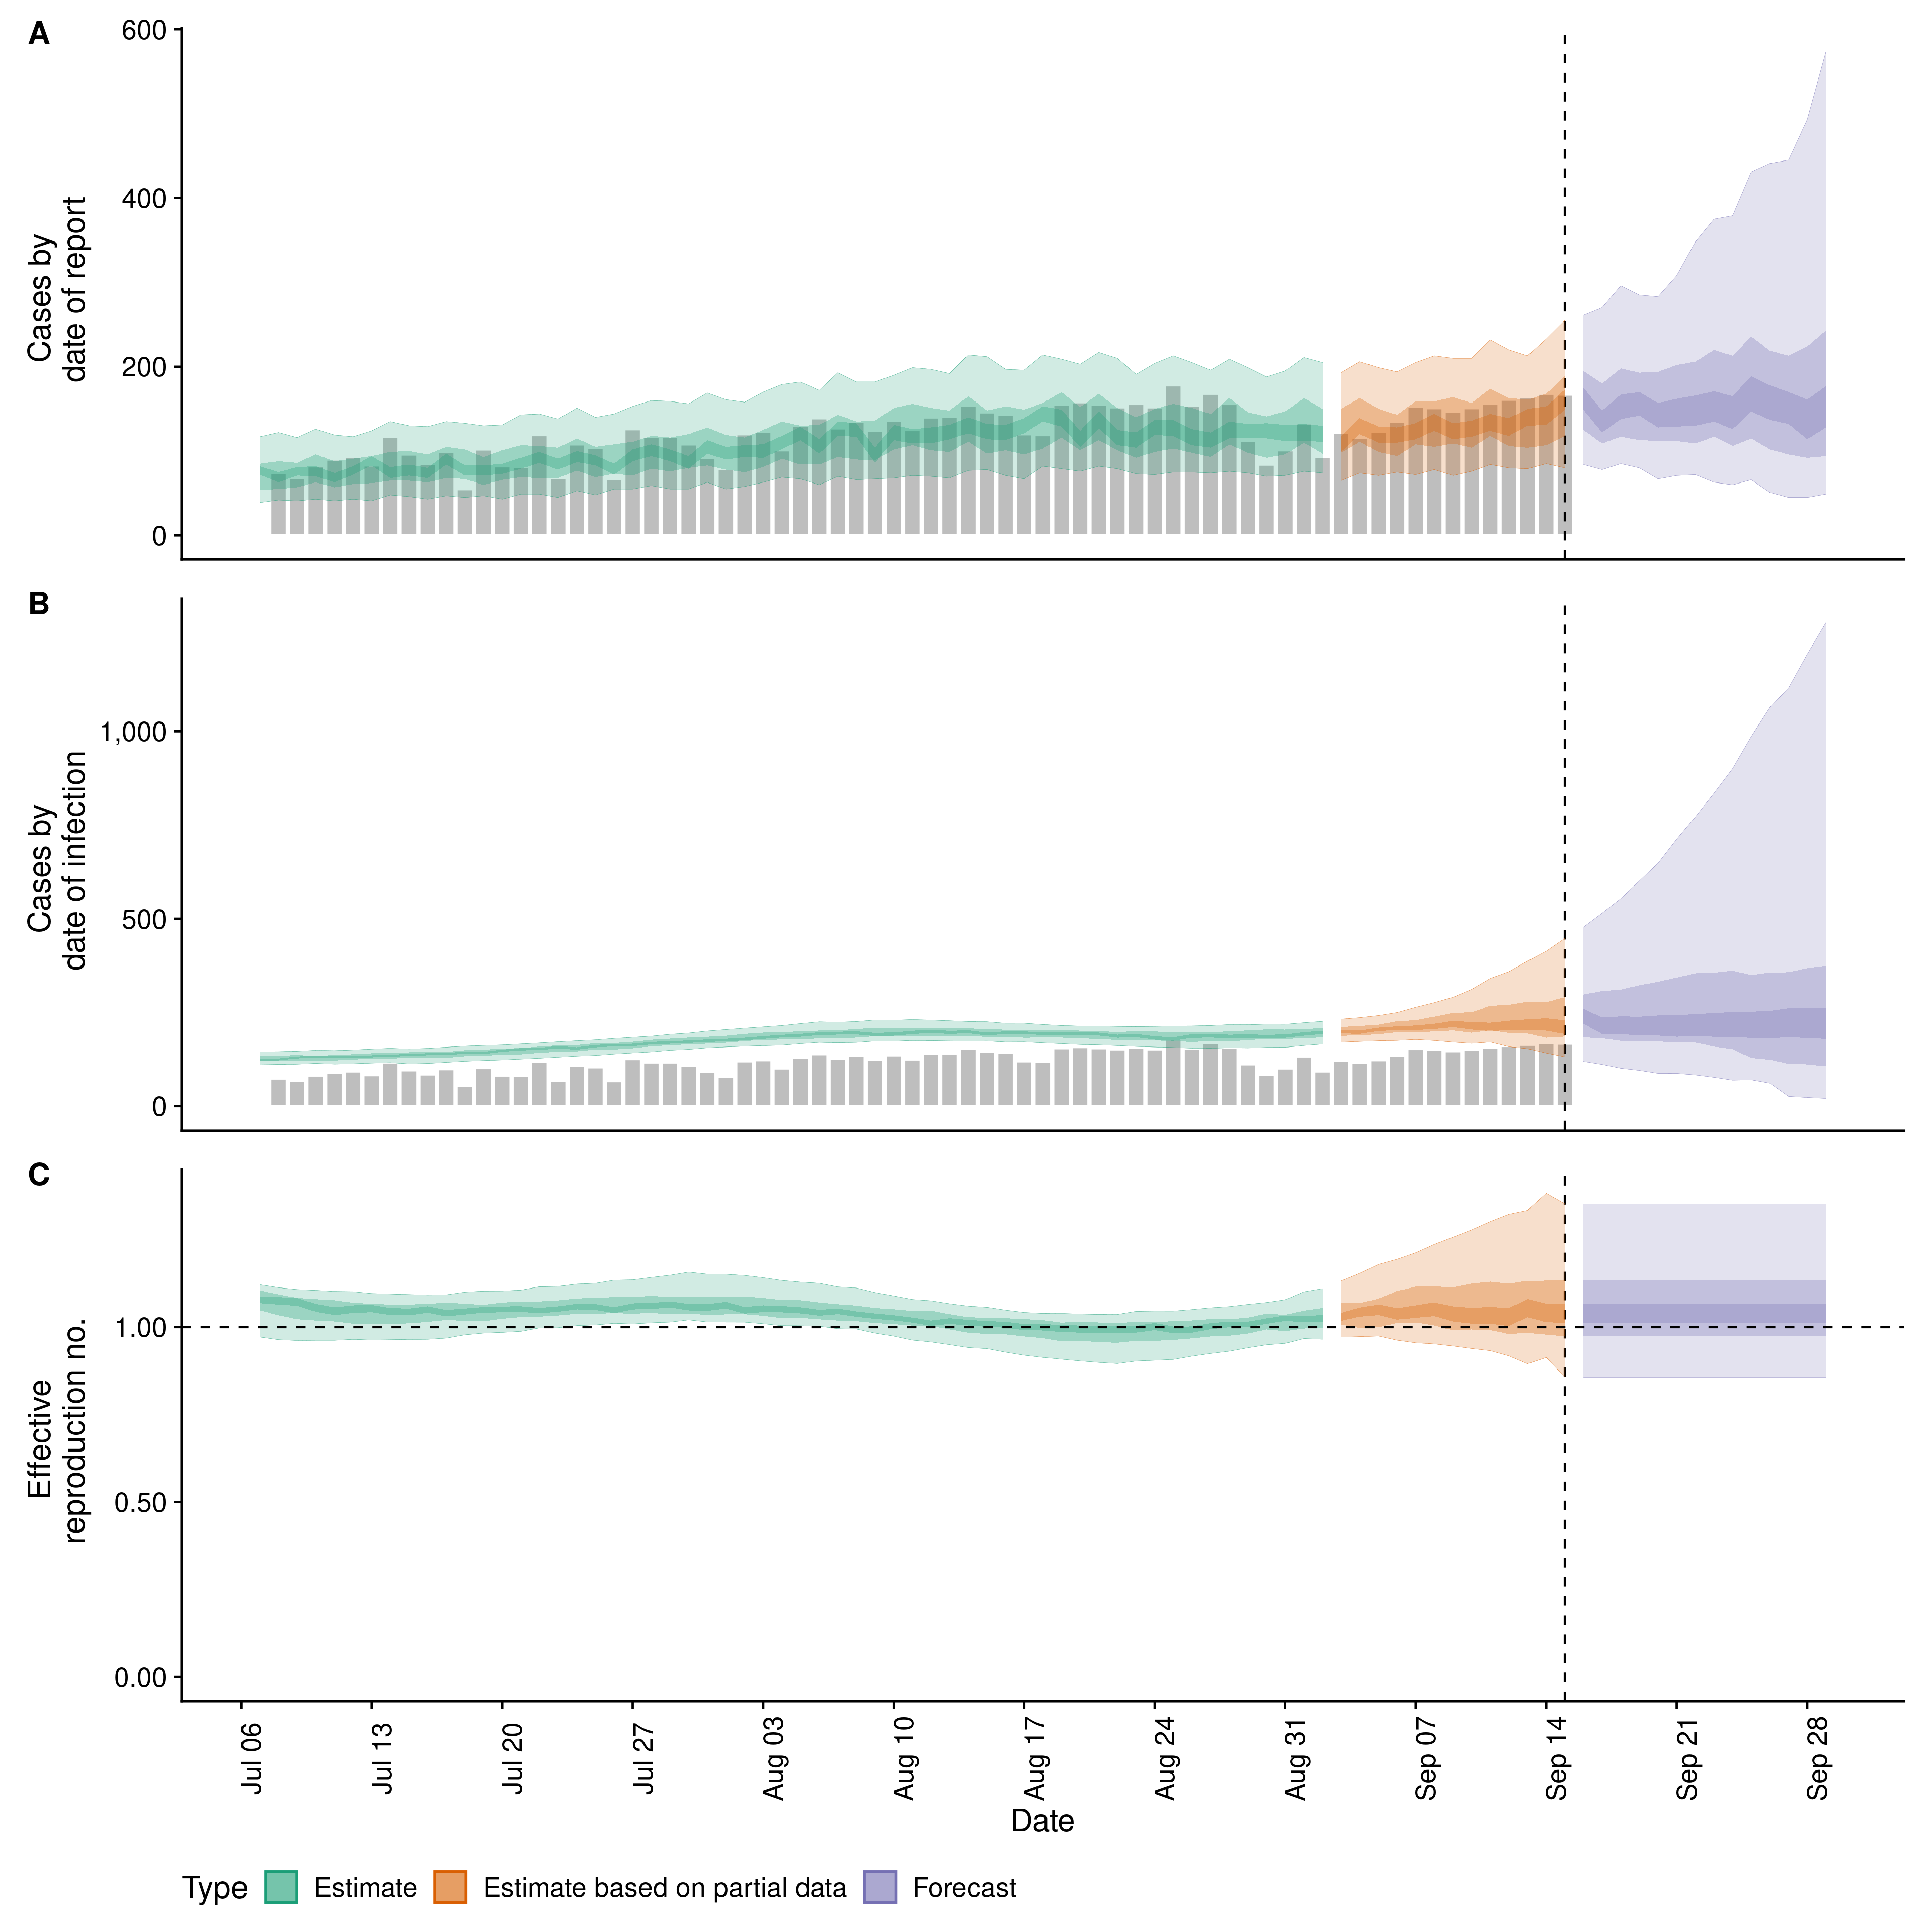 A
600
400
200
0
Cases by
date of report
B
1,000
500
0
Cases by
date of infection
C
1.00
0.50
0.00
Effective
reproduction no.
Jul 06
Jul 13
Jul 20
Jul 27
Aug 03
Aug 10
Aug 17
Aug 24
Aug 31
Sep 07
Sep 14
Sep 21
Sep 28
Date
Type Estimate Estimate based on partial data Forecast